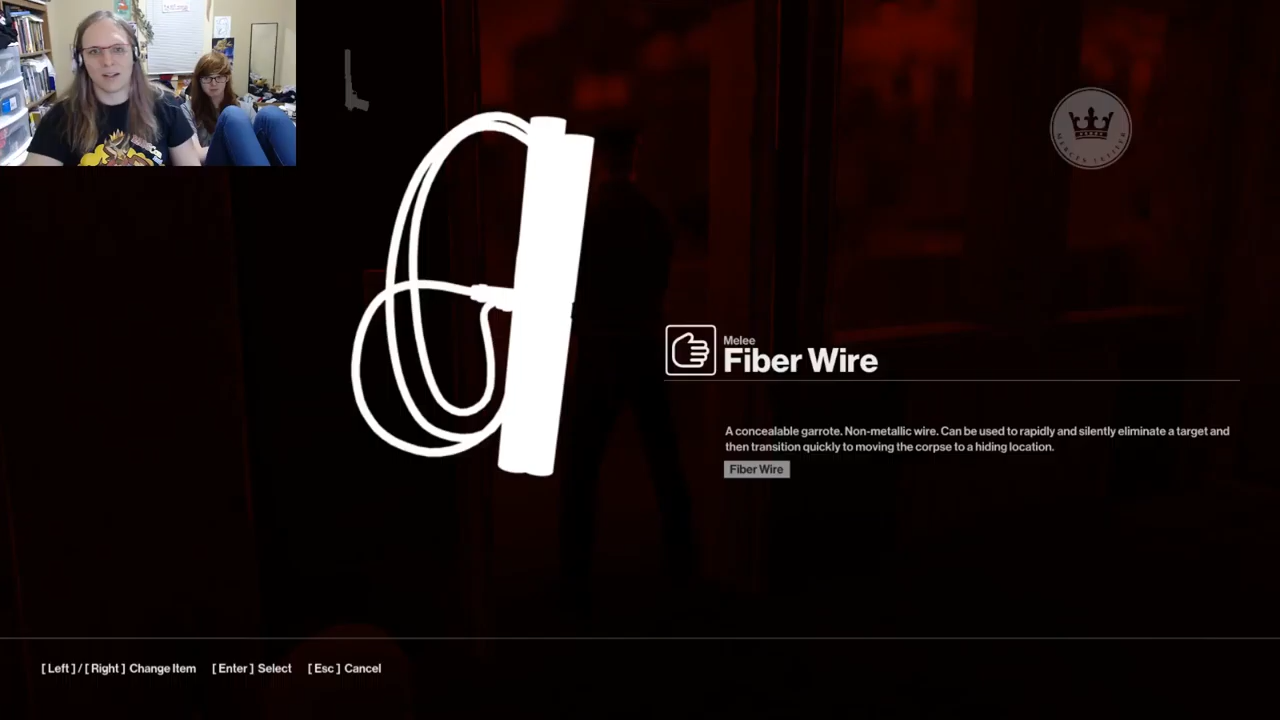 Melee
Fiber Wire
A concealable garrote. Non-metallic wire. Can be used to rapidly and silently eliminate a target and
then transition quickly to moving the corpse to a hiding location.
Fiber Wire
[ Left ] / [ Right ] Change Item [ Enter ] Select [ Esc ] Cancel